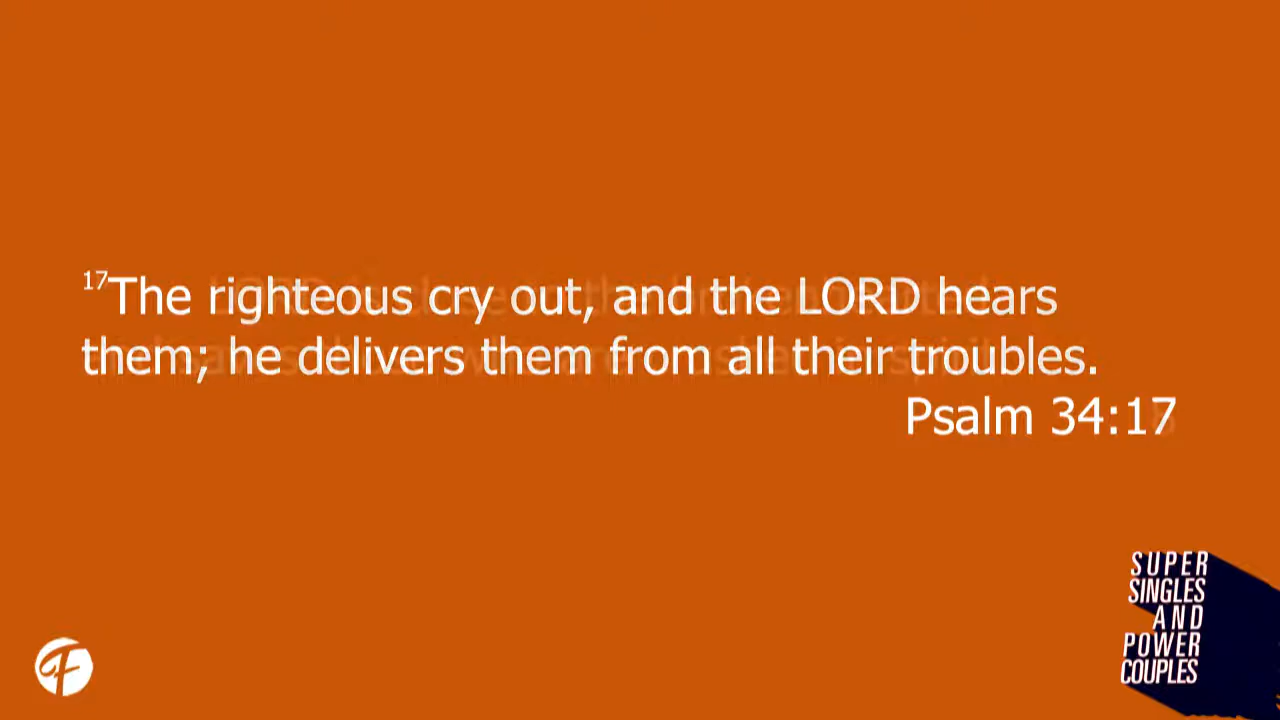 17The righteous cry out, and the LORD hears
them; he delivers them from all their troubles.
Psalm 34:17
SUPER
SINGLES
AND
POWER
COUPLES
F